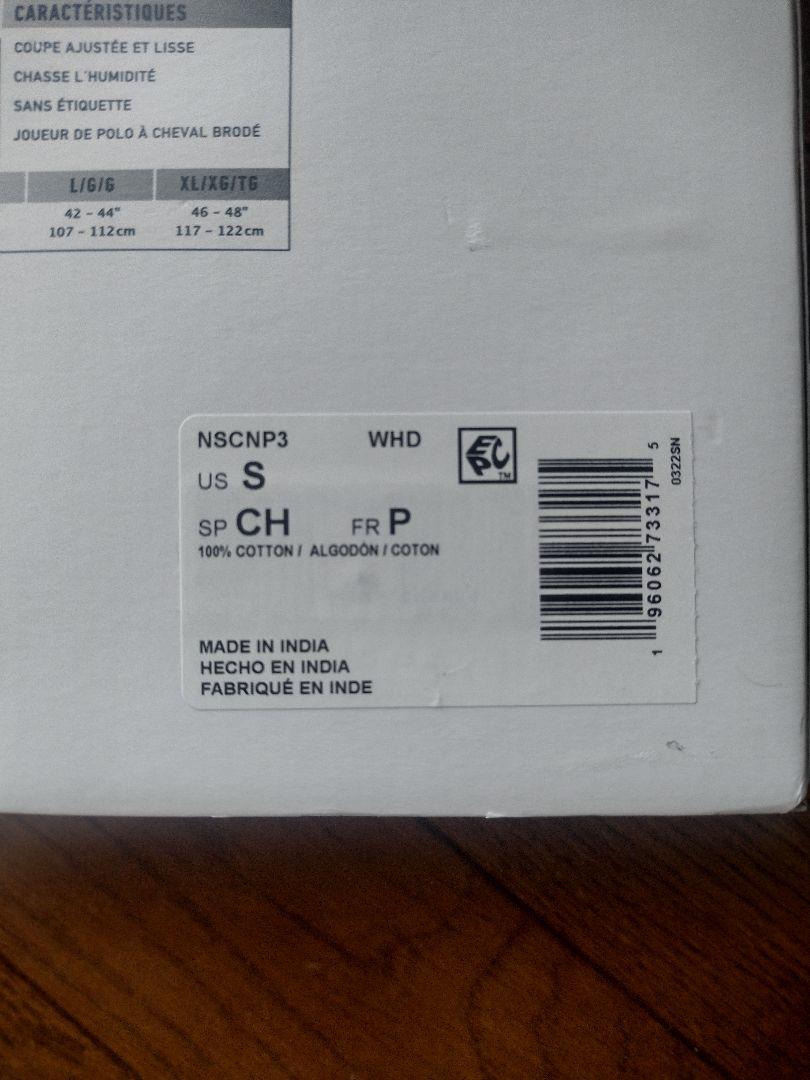 CARACTÉRISTIQUES
COUPE AJUSTÉE ET LISSE
CHASSE L'HUMIDITÉ
SANS ÉTIQUETTE
JOUEUR DE POLO À CHEVAL BRODÉ
L/G/G XL/XG/TG
42 – 44" 46 – 48"
107 – 112cm 117 – 122cm
NSCNP3 WHD
EPC TM
US S
SP CH FR P
100% COTTON / ALGODÓN / COTON
MADE IN INDIA
HECHO EN INDIA
FABRIQUÉ EN INDE
1 96062 73317 5
0322SN